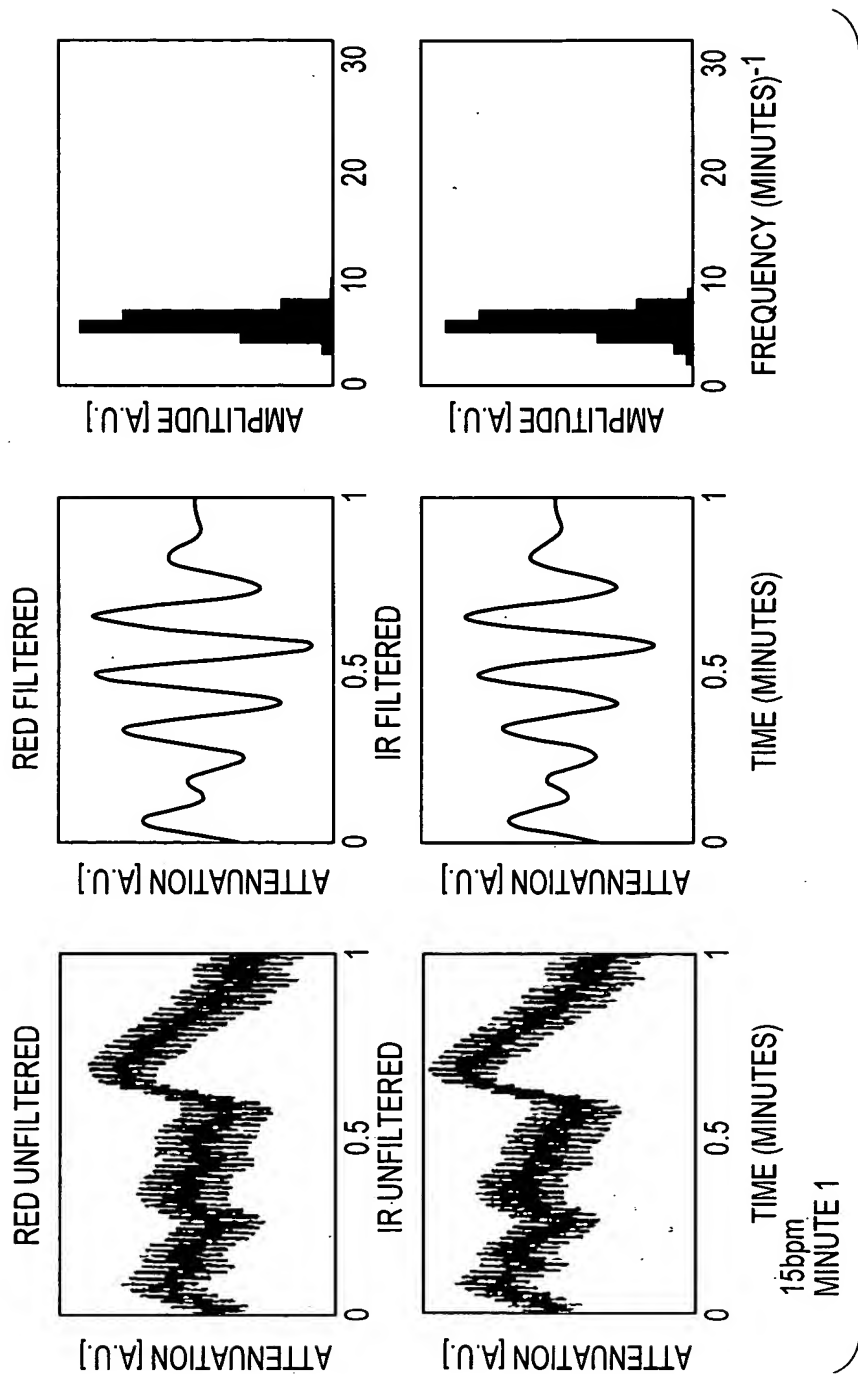 RED UNFILTERED
ATTENUATION [A.U.]
0
0.5
1
RED FILTERED
ATTENUATION [A.U.]
0
0.5
1
AMPLITUDE [A.U.]
0
10
20
30
IR UNFILTERED
ATTENUATION [A.U.]
0
0.5
1
TIME (MINUTES)
IR FILTERED
ATTENUATION [A.U.]
0
0.5
1
TIME (MINUTES)
AMPLITUDE [A.U.]
0
10
20
30
FREQUENCY (MINUTES)-1
15bpm
MINUTE 1